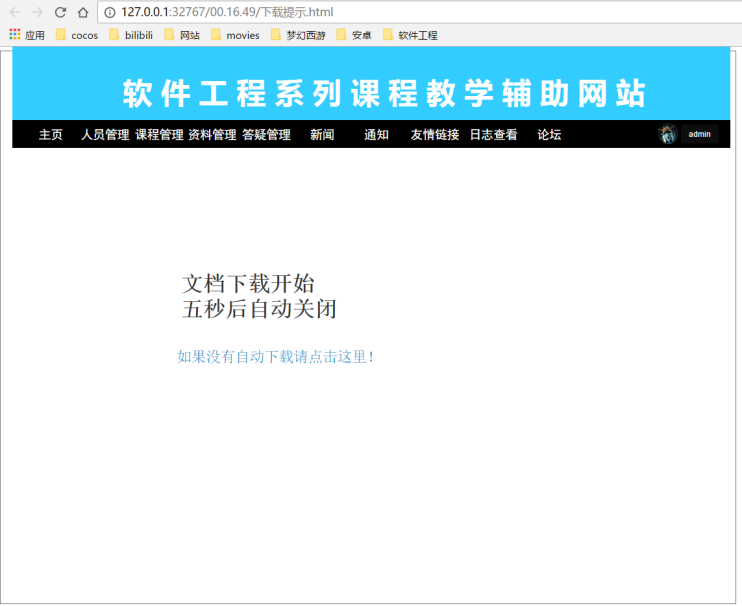 127.0.0.1:32767/00.16.49/下载提示.html
应用 cocos bilibili 网站 movies 梦幻西游 安卓 软件工程
软件工程系列课程教学辅助网站
主页 人员管理 课程管理 资料管理 答疑管理 新闻 通知 友情链接 日志查看 论坛 admin
文档下载开始
五秒后自动关闭
如果没有自动下载请点击这里!